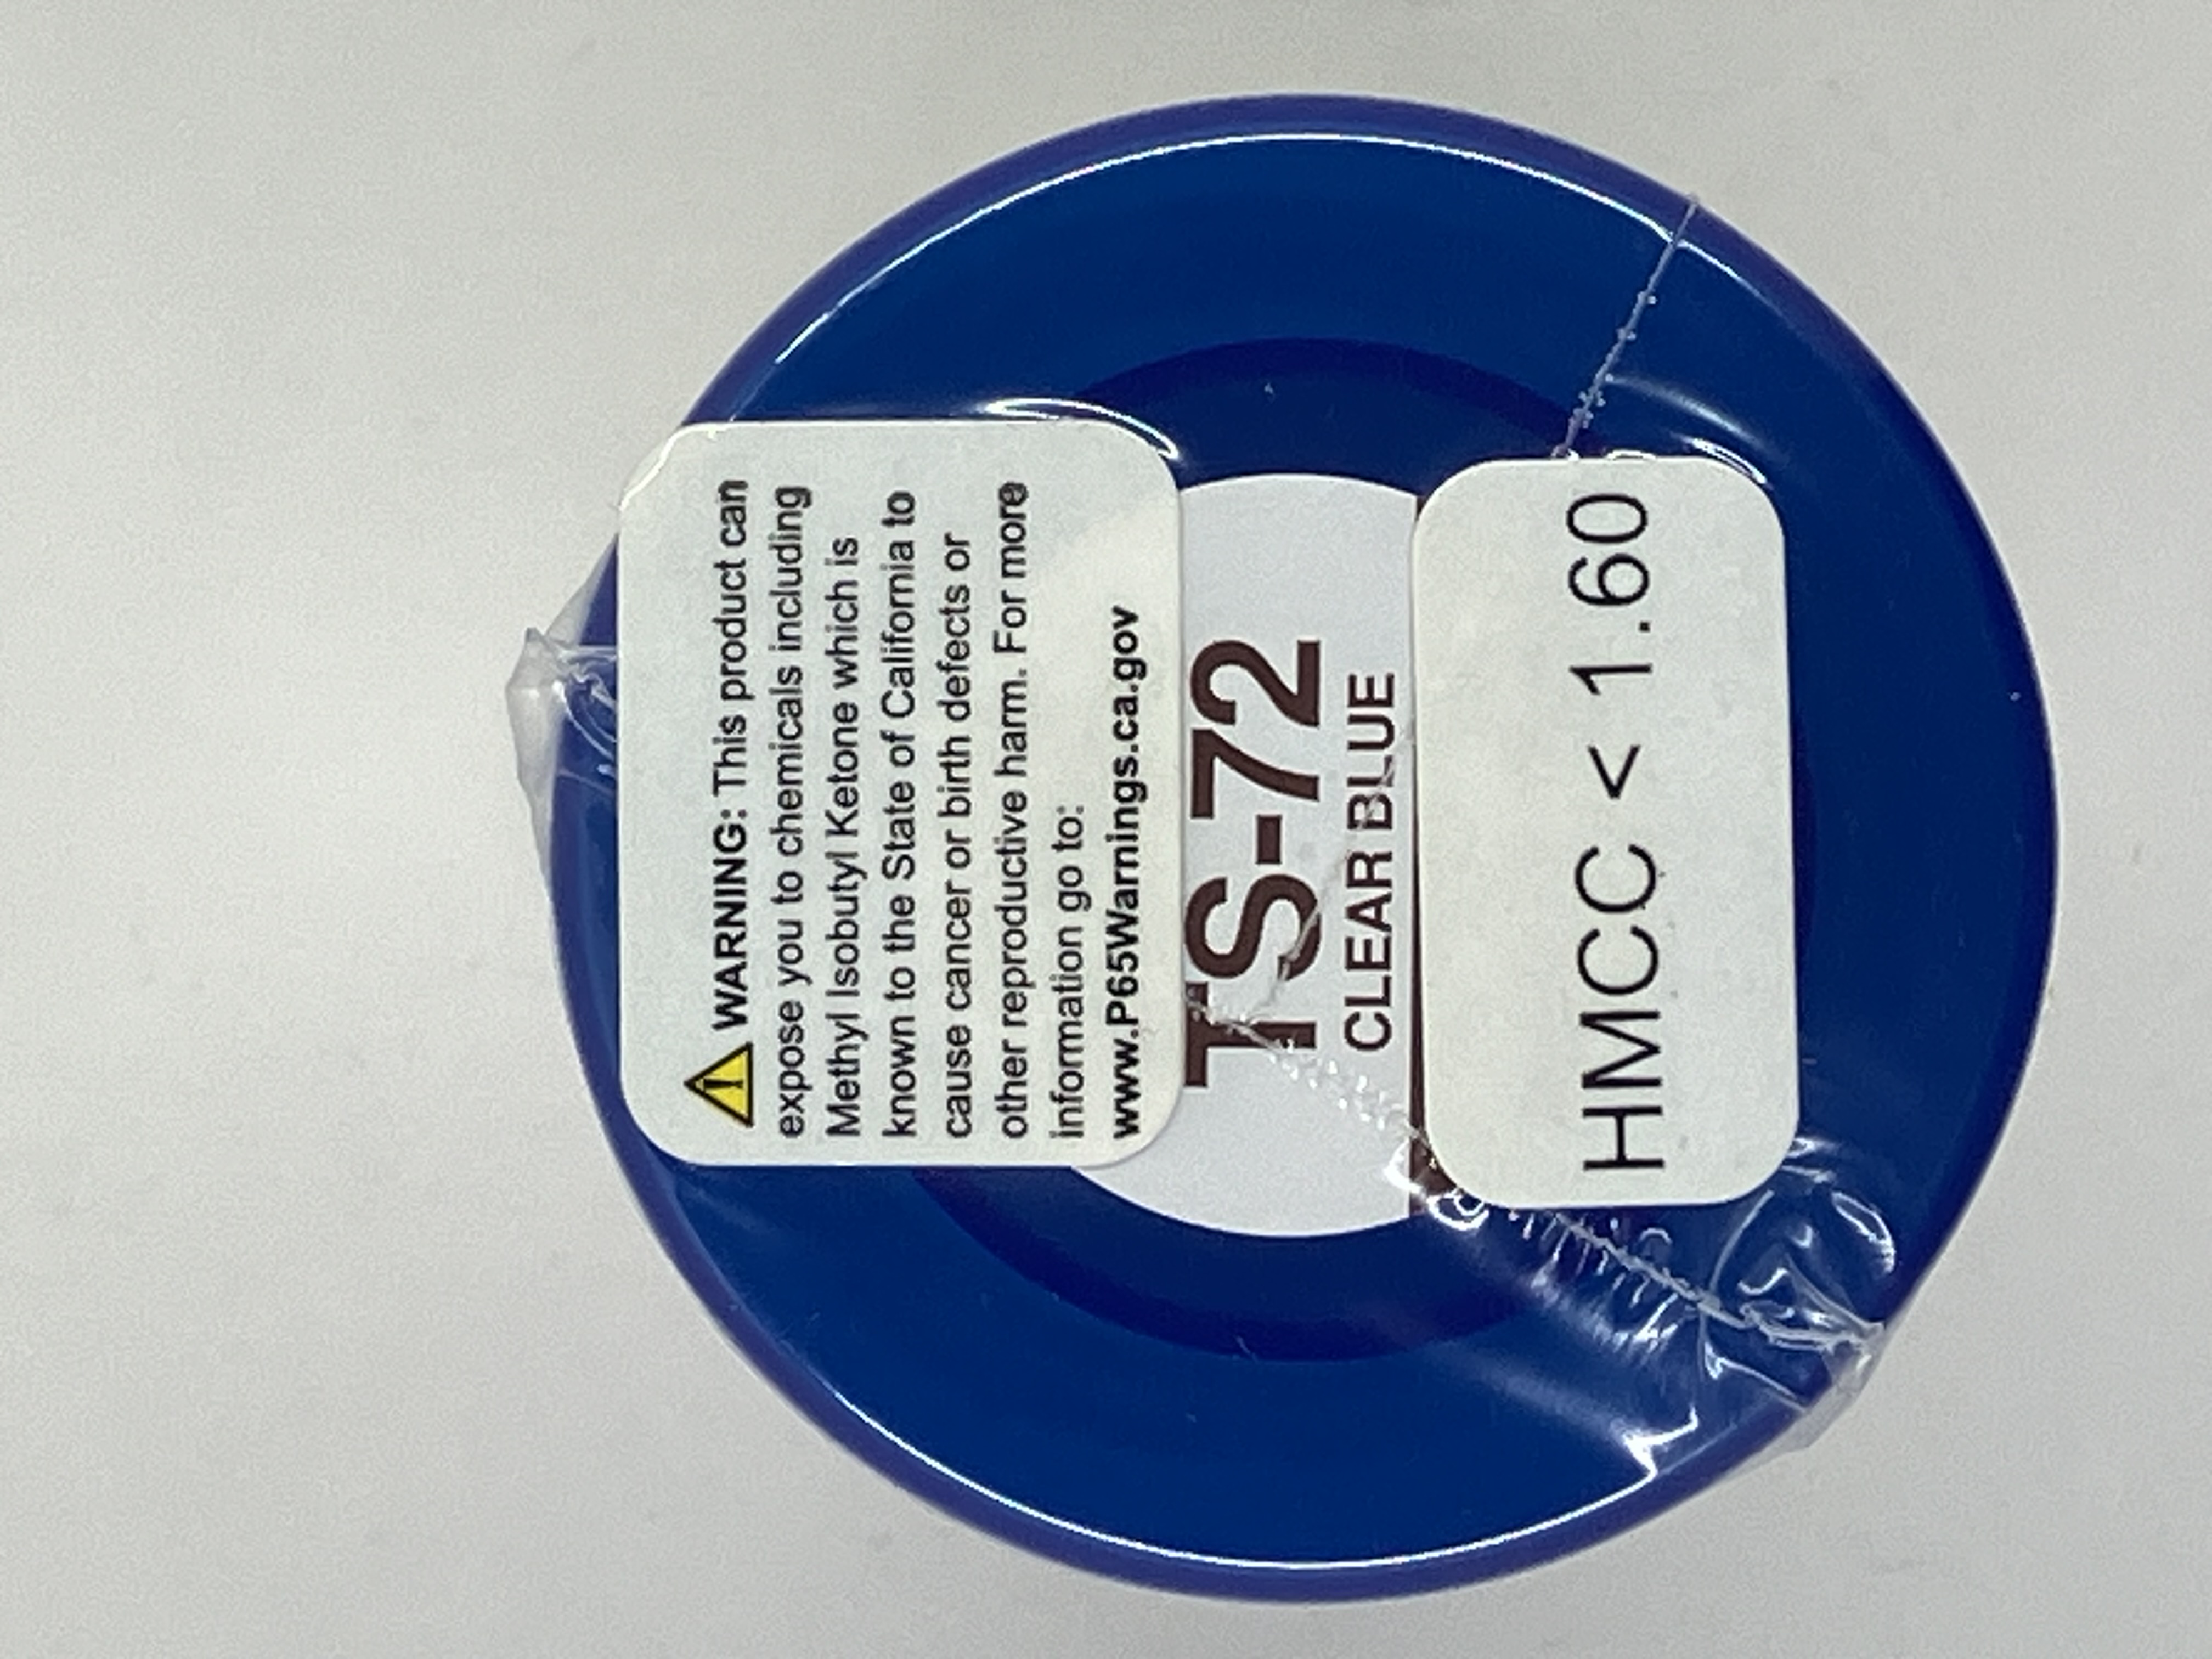 WARNING: This product can
expose you to chemicals including
Methyl Isobutyl Ketone which is
known to the State of California to
cause cancer or birth defects or
other reproductive harm. For more
information go to:
www.P65Warnings.ca.gov
TS-72
CLEAR BLUE
HMCC < 1.60